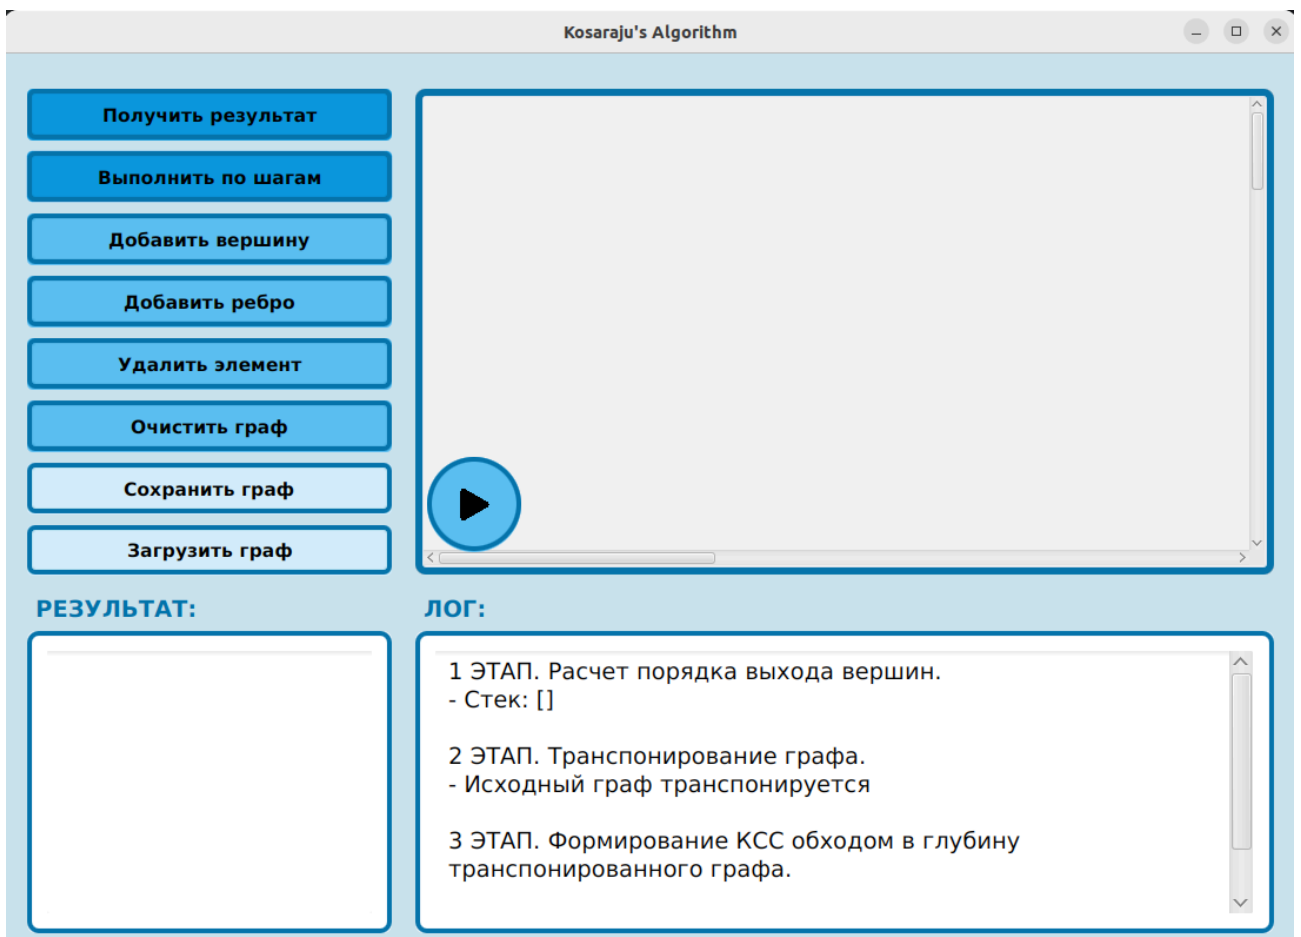 Kosaraju's Algorithm
Получить результат
Выполнить по шагам
Добавить вершину
Добавить ребро
Удалить элемент
Очистить граф
Сохранить граф
Загрузить граф
РЕЗУЛЬТАТ:
ЛОГ:
1 ЭТАП. Расчет порядка выхода вершин.
- Стек: []
2 ЭТАП. Транспонирование графа.
- Исходный граф транспонируется
3 ЭТАП. Формирование КСС обходом в глубину
транспонированного графа.